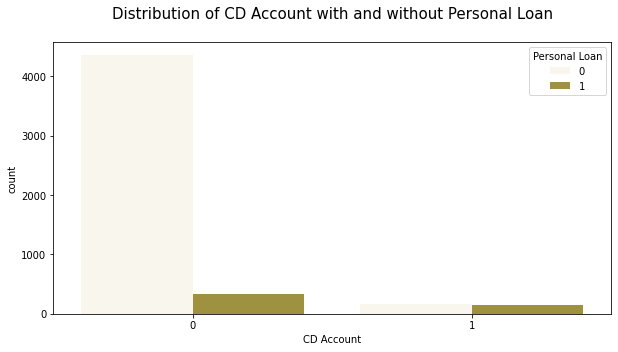 Distribution of CD Account with and without Personal Loan
Personal Loan
0
1
4000
3000
2000
1000
0
count
0
1
CD Account